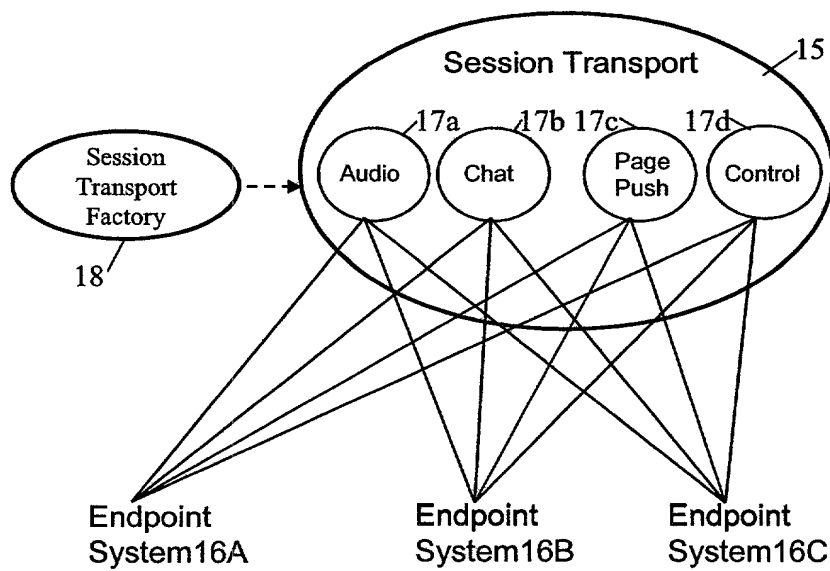 15
Session Transport
17a
17b
17c
17d
Session
Transport
Factory
Audio
Chat
Page
Push
Control
18
Endpoint
System16A
Endpoint
System16B
Endpoint
System16C